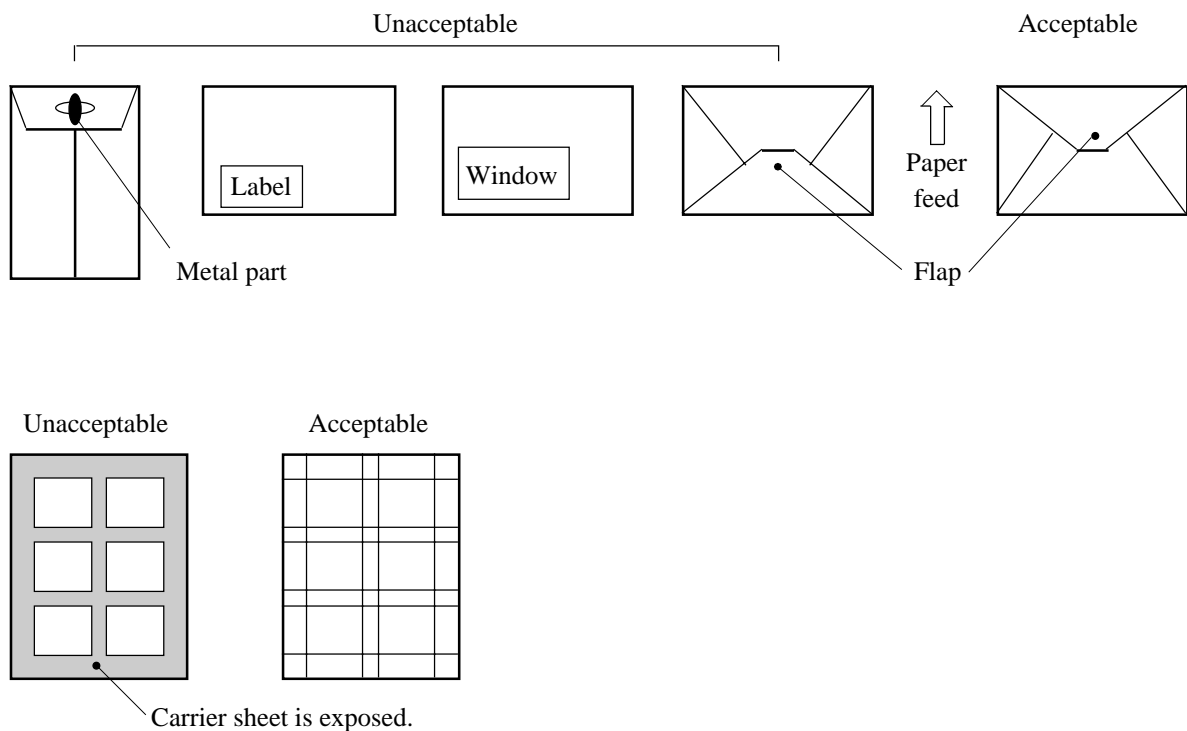 Unacceptable
Acceptable
Label
Window
Paper
feed
Metal part
Flap
Unacceptable
Acceptable
Carrier sheet is exposed.